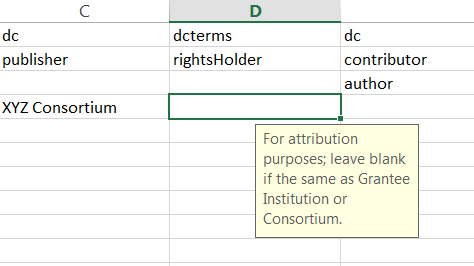 C D
dc dcterms dc
publisher rightsHolder contributor
author
XYZ Consortium
For attribution
purposes; leave blank
if the same as Grantee
Institution or
Consortium.